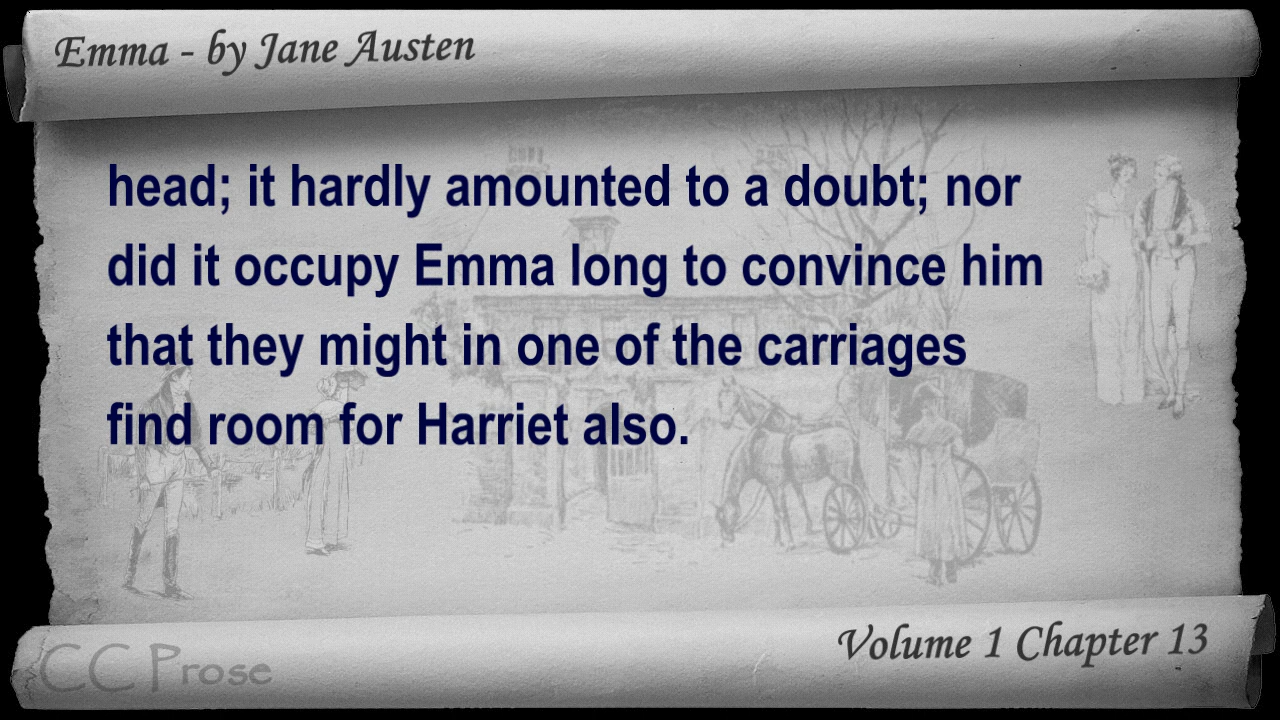 Emma - by Jane Austen
head; it hardly amounted to a doubt; nor
did it occupy Emma long to convince him
that they might in one of the carriages
find room for Harriet also.
Volume 1 Chapter 13
CC Prose